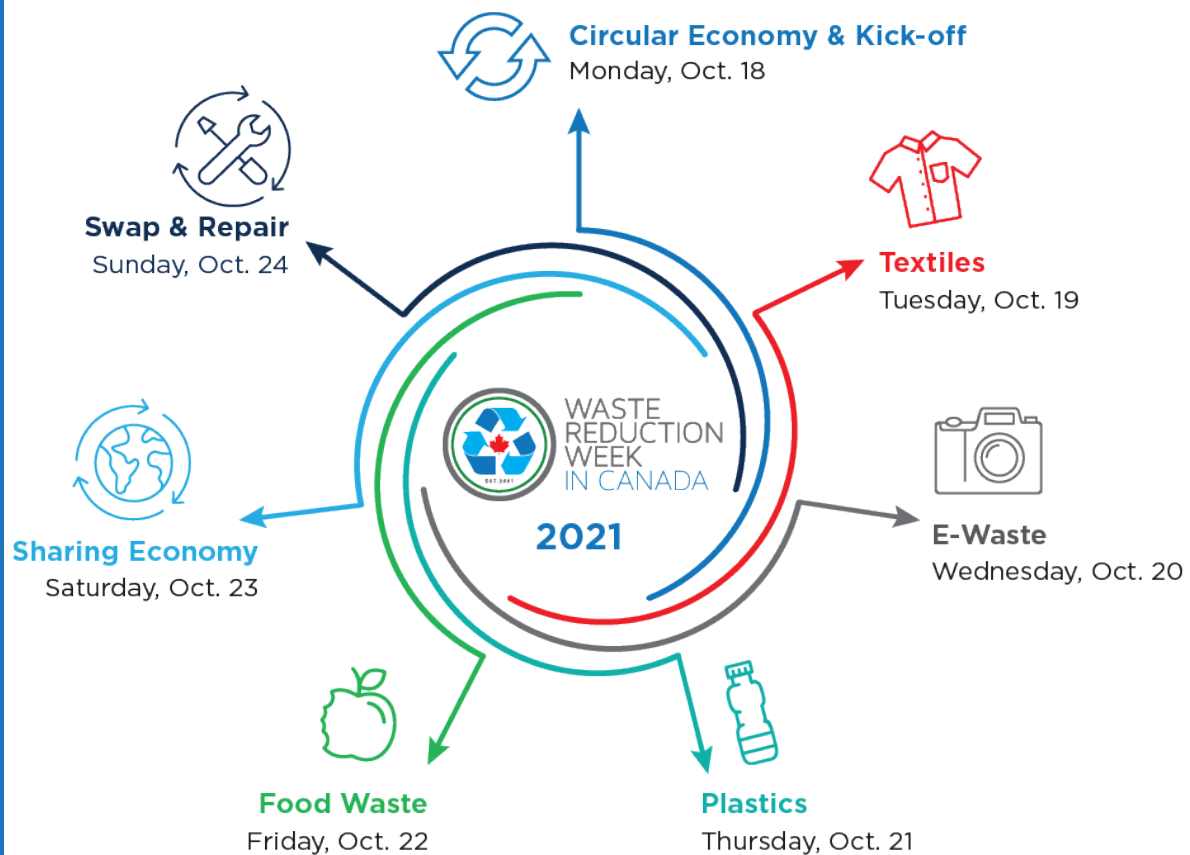 Circular Economy & Kick-off
Monday, Oct. 18
Textiles
Tuesday, Oct. 19
E-Waste
Wednesday, Oct. 20
Plastics
Thursday, Oct. 21
Food Waste
Friday, Oct. 22
Sharing Economy
Saturday, Oct. 23
Swap & Repair
Sunday, Oct. 24
WASTE
REDUCTION
WEEK
IN CANADA
EST.2001
2021